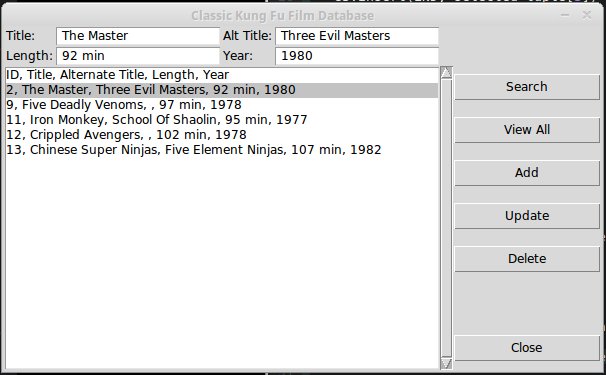 Classic Kung Fu Film Database
Title: The Master Alt Title: Three Evil Masters
Length: 92 min Year: 1980
ID, Title, Alternate Title, Length, Year
2, The Master, Three Evil Masters, 92 min, 1980
9, Five Deadly Venoms, , 97 min, 1978
11, Iron Monkey, School Of Shaolin, 95 min, 1977
12, Crippled Avengers, , 102 min, 1978
13, Chinese Super Ninjas, Five Element Ninjas, 107 min, 1982
Search
View All
Add
Update
Delete
Close